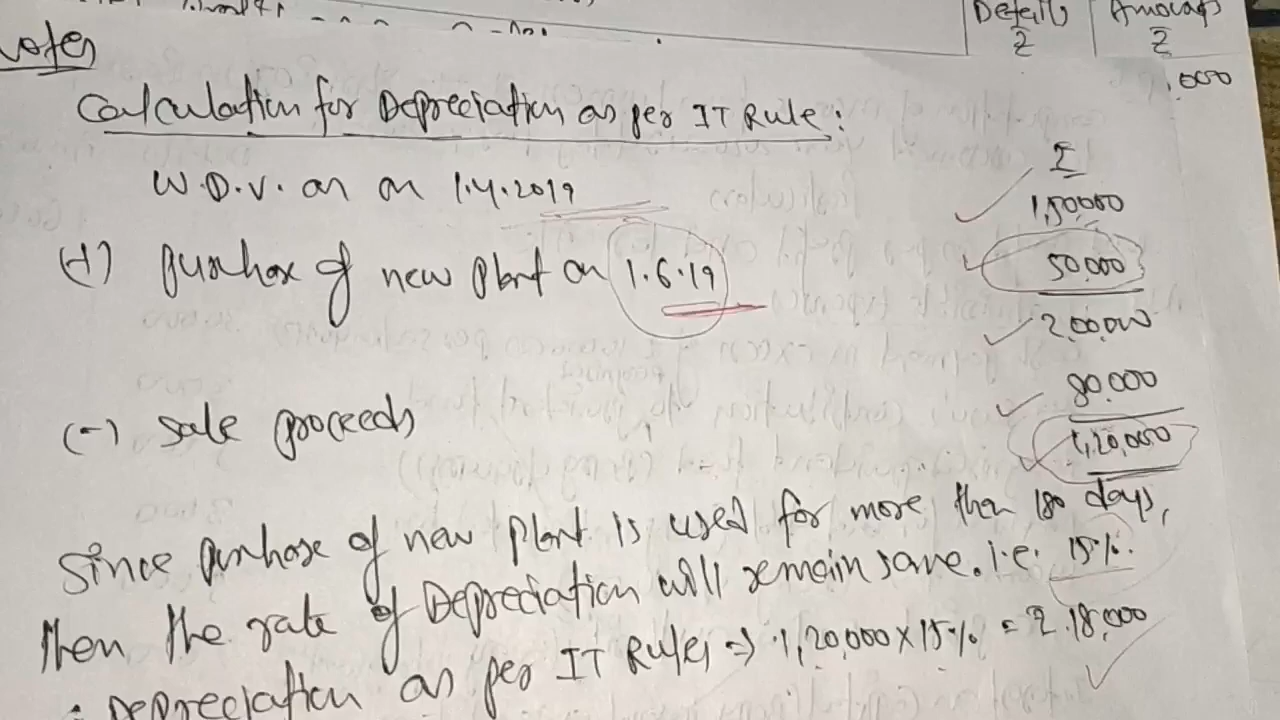 Details Amount
₹ ₹
,000
Notes
Calculation for Depreciation as per IT Rule:
₹
W.D.V. as on 1.4.2019 1,50,000
(+) purchase of new plant on 1.6.19 50,000
2,00,000
(-) sale proceeds 80,000
1,20,000
Since purchase of new plant is used for more then 180 days,
then the rate of Depreciation will remain same. i.e. 15%.
∴ Depreciation as per IT Rules ⇒ 1,20,000 x 15% = ₹ 18,000